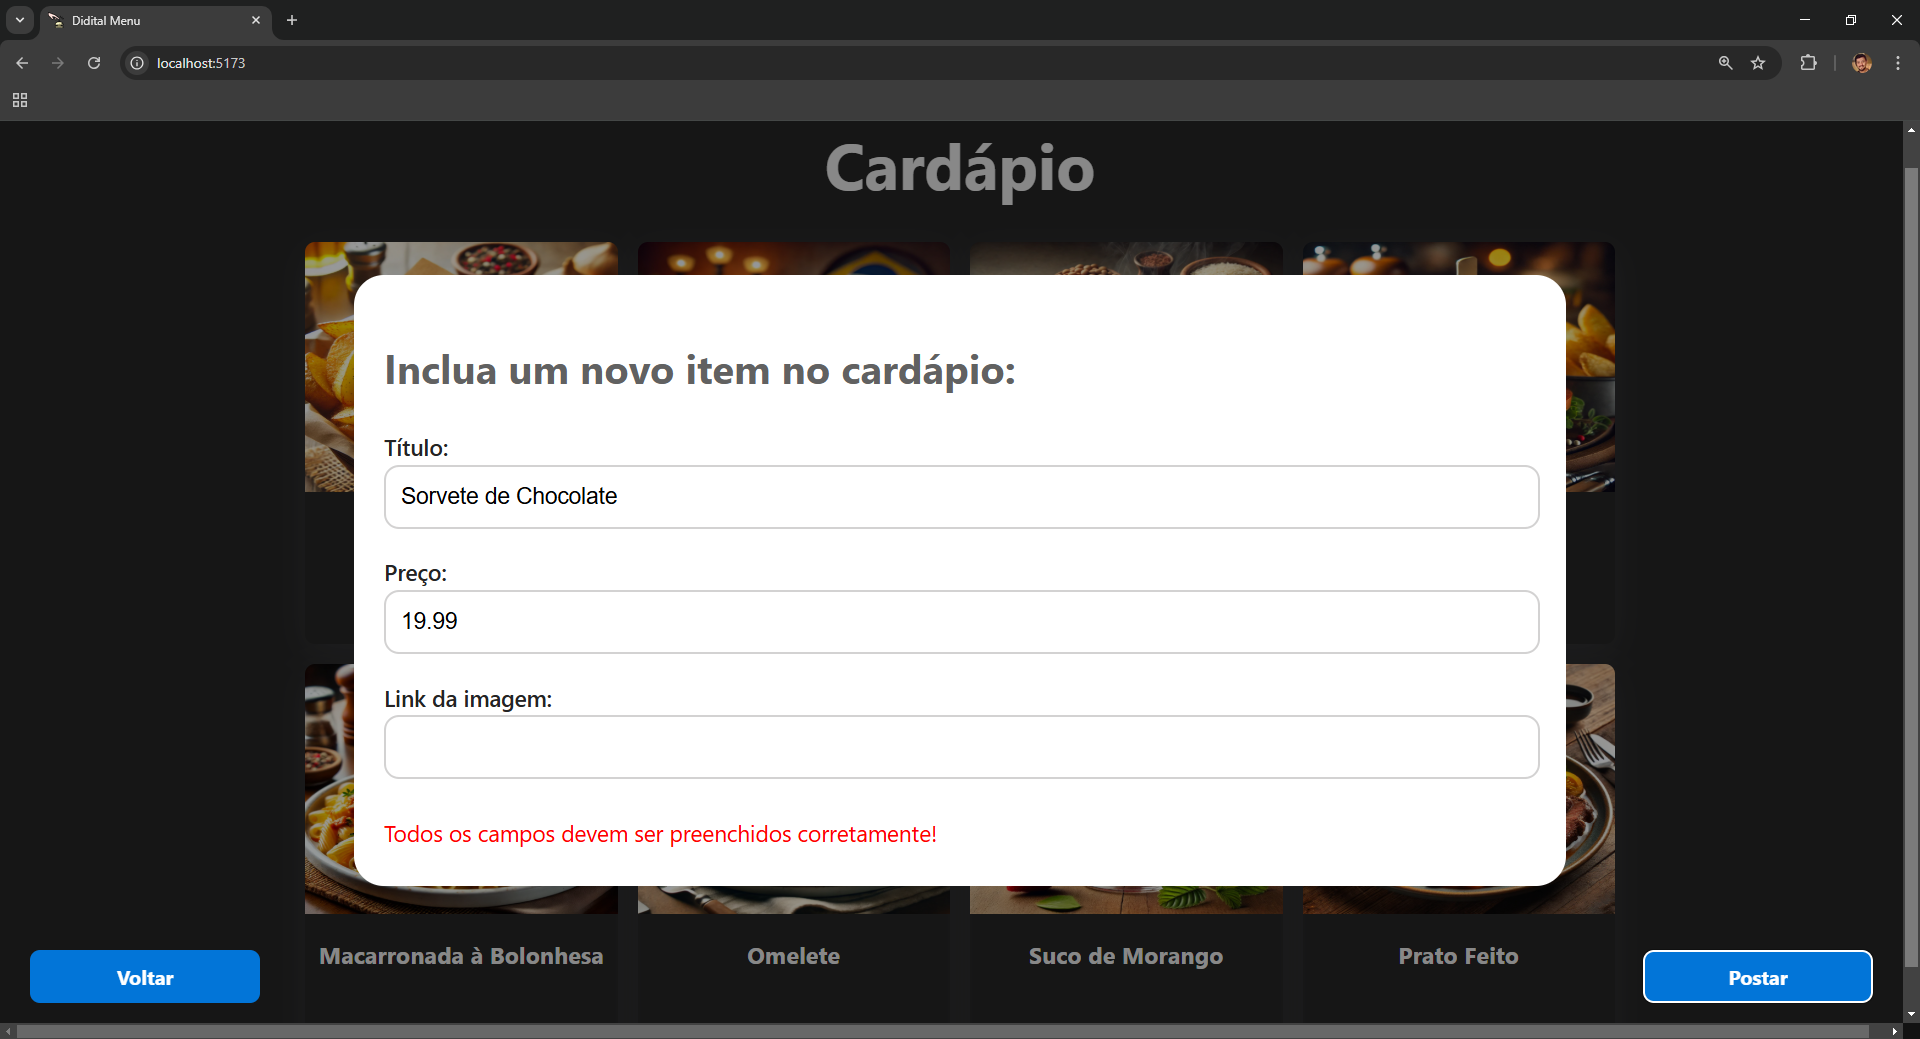 Didital Menu
localhost:5173
Cardápio
Inclua um novo item no cardápio:
Título:
Sorvete de Chocolate
Preço:
19.99
Link da imagem:
Todos os campos devem ser preenchidos corretamente!
Macarronada à Bolonhesa
Omelete
Suco de Morango
Prato Feito
Voltar
Postar